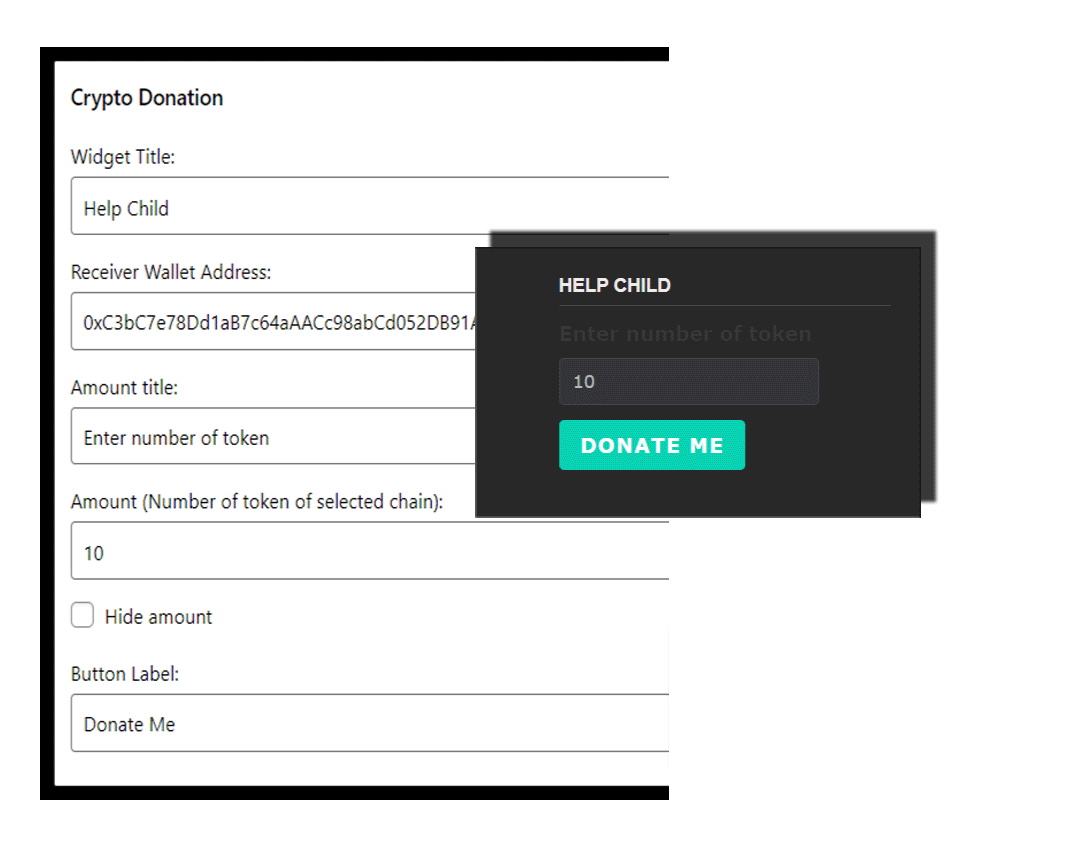 Crypto Donation
Widget Title:
Help Child
Receiver Wallet Address:
0xC3bC7e78Dd1aB7c64aAACc98abCd052DB91A
Amount title:
Enter number of token
Amount (Number of token of selected chain):
10
Hide amount
Button Label:
Donate Me
HELP CHILD
Enter number of token
10
DONATE ME